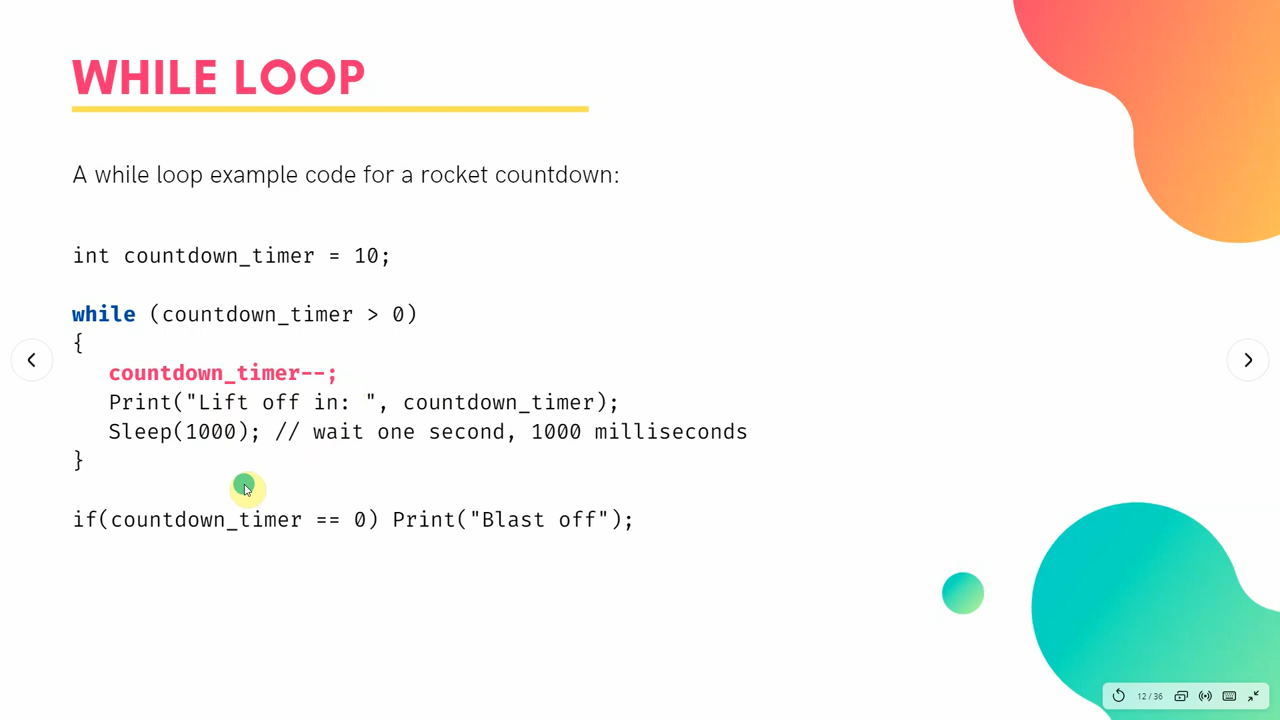 WHILE LOOP
A while loop example code for a rocket countdown:
int countdown_timer = 10;
while (countdown_timer > 0)
{
countdown_timer--;
Print("Lift off in: ", countdown_timer);
Sleep(1000); // wait one second, 1000 milliseconds
}
if(countdown_timer == 0) Print("Blast off");
12 / 36